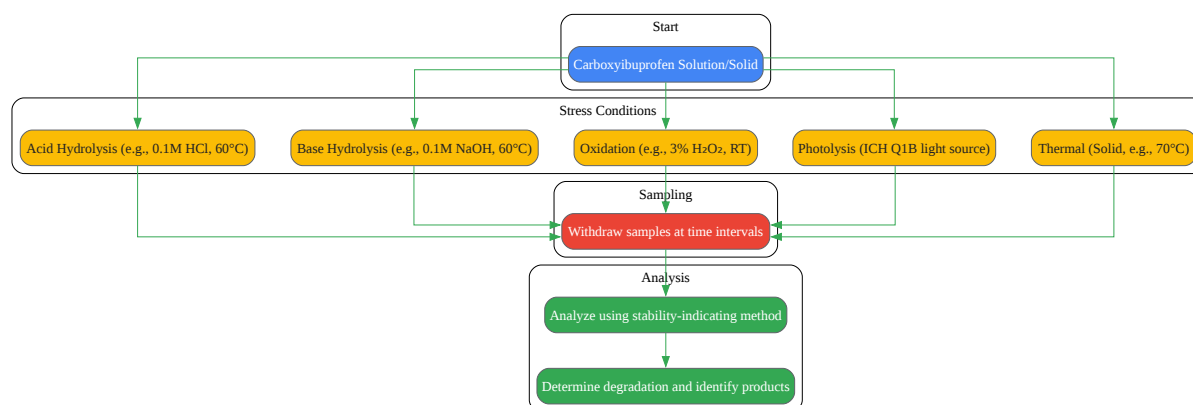 Start
Carboxyibuprofen Solution/Solid
Stress Conditions
Acid Hydrolysis (e.g., 0.1M HCl, 60°C)
Base Hydrolysis (e.g., 0.1M NaOH, 60°C)
Oxidation (e.g., 3% H₂O₂, RT)
Photolysis (ICH Q1B light source)
Thermal (Solid, e.g., 70°C)
Sampling
Withdraw samples at time intervals
Analysis
Analyze using stability-indicating method
Determine degradation and identify products